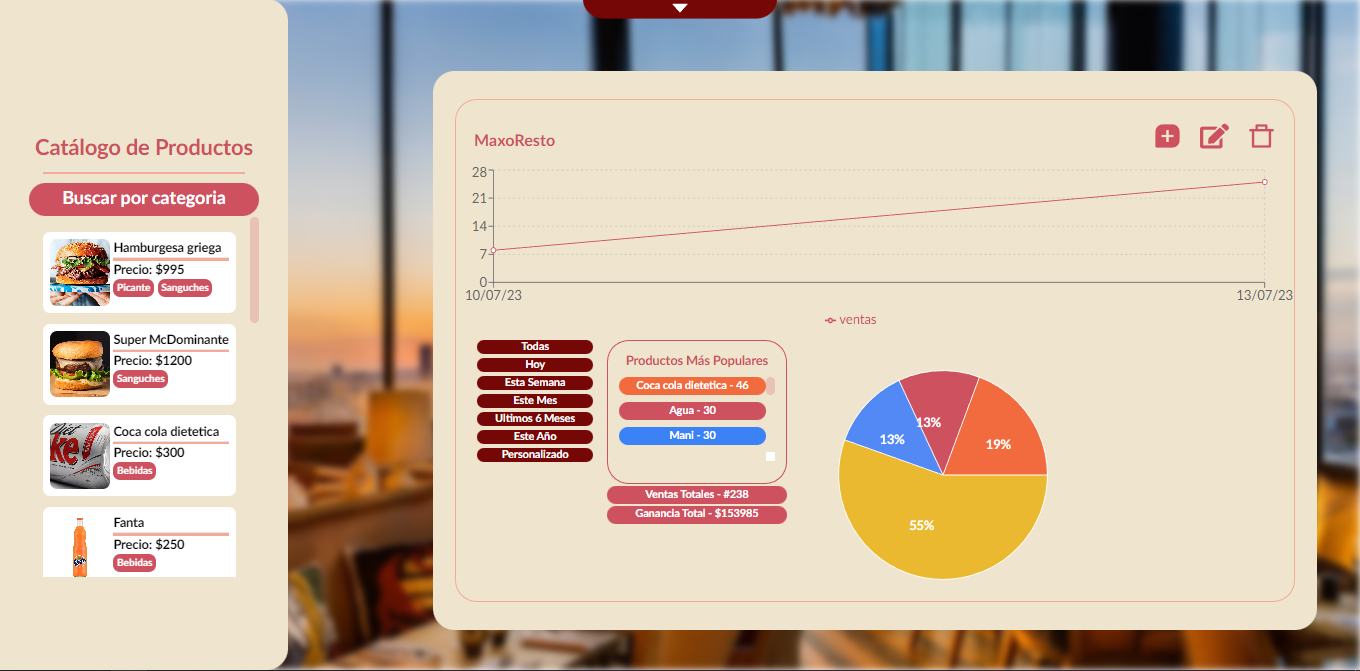 Catálogo de Productos
Buscar por categoria
Hamburgesa griega
Precio: $995
Picante Sanguches
Super McDominante
Precio: $1200
Sanguches
Coca cola dietetica
Precio: $300
Bebidas
Fanta
Precio: $250
Bebidas
MaxoResto
28
21
14
7
0
10/07/23 13/07/23
ventas
Todas
Hoy
Esta Semana
Este Mes
Ultimos 6 Meses
Este Año
Personalizado
Productos Más Populares
Coca cola dietetica - 46
Agua - 30
Mani - 30
Ventas Totales - #238
Ganancia Total - $153985
13%
13%
19%
55%